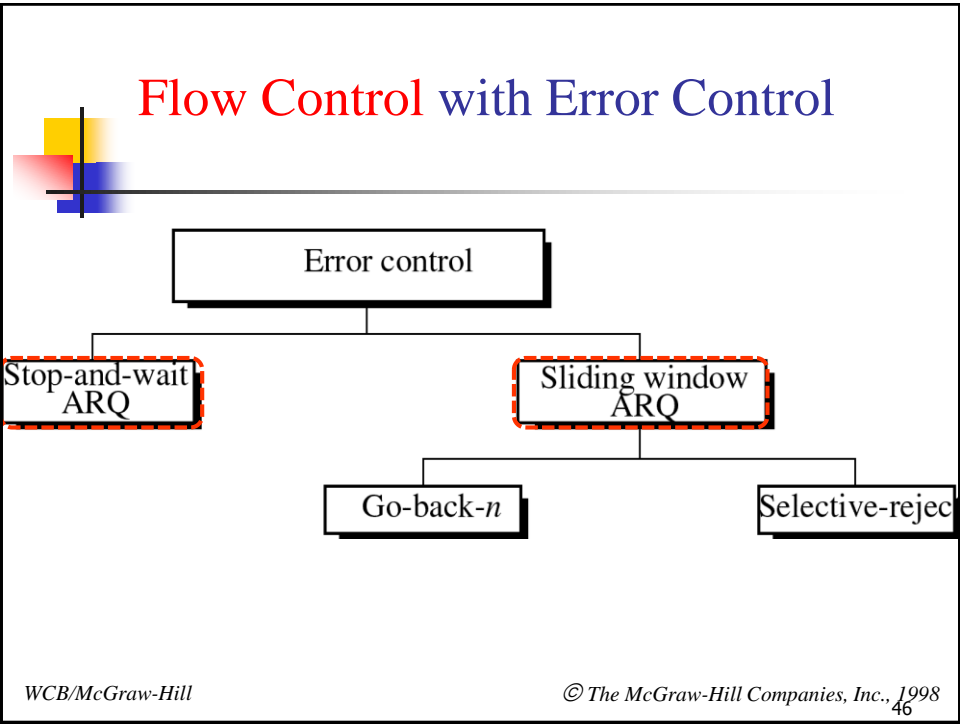 Flow Control with Error Control
Error control
Stop-and-wait
ARQ
Sliding window
ARQ
Go-back-n
Selective-rejec
WCB/McGraw-Hill
© The McGraw-Hill Companies, Inc., 1998
46